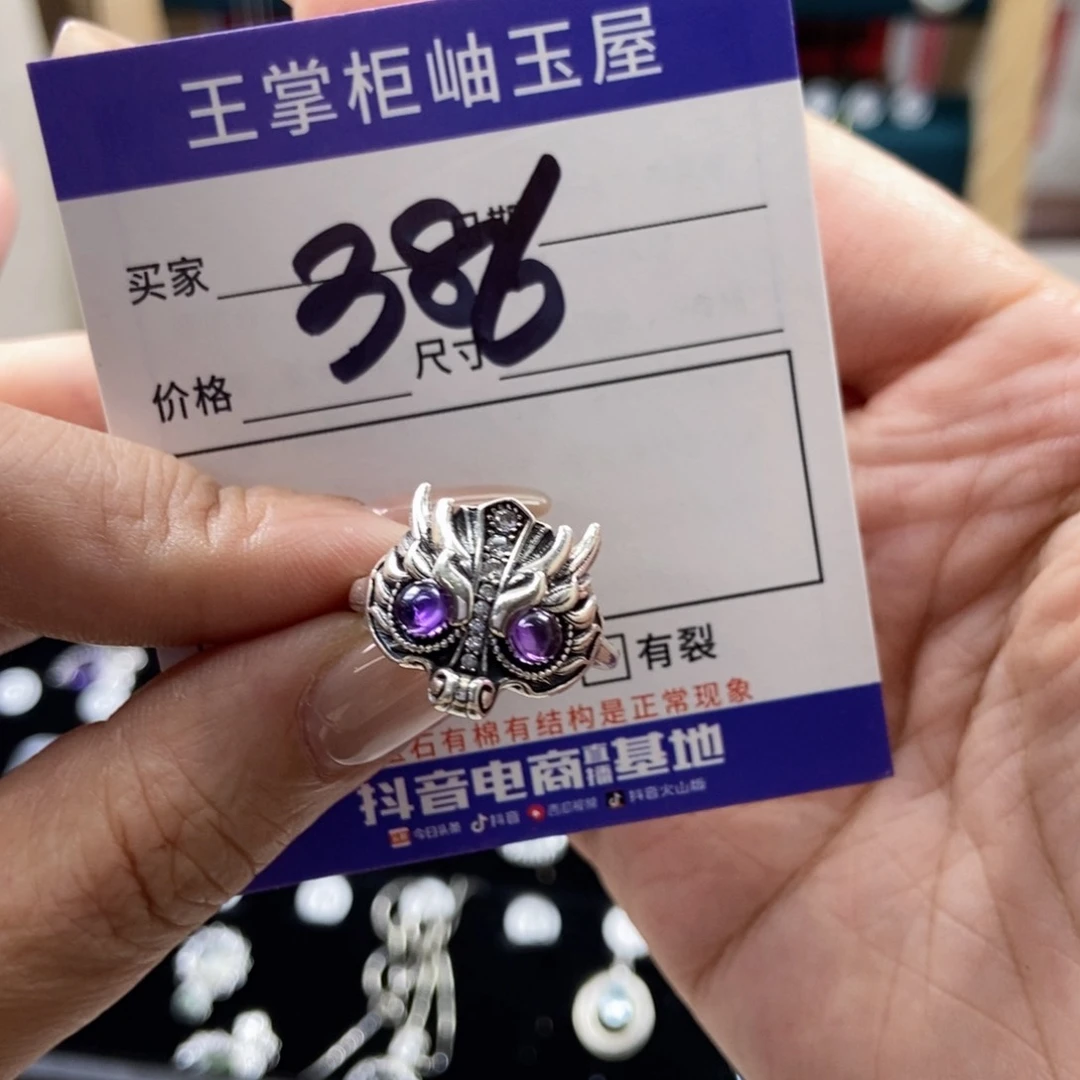 王掌柜岫玉屋
386
买家
价格 尺寸
有裂
石有棉有结构是正常现象
抖音电商直播基地
今日头条 抖音 西瓜视频 抖音火山版